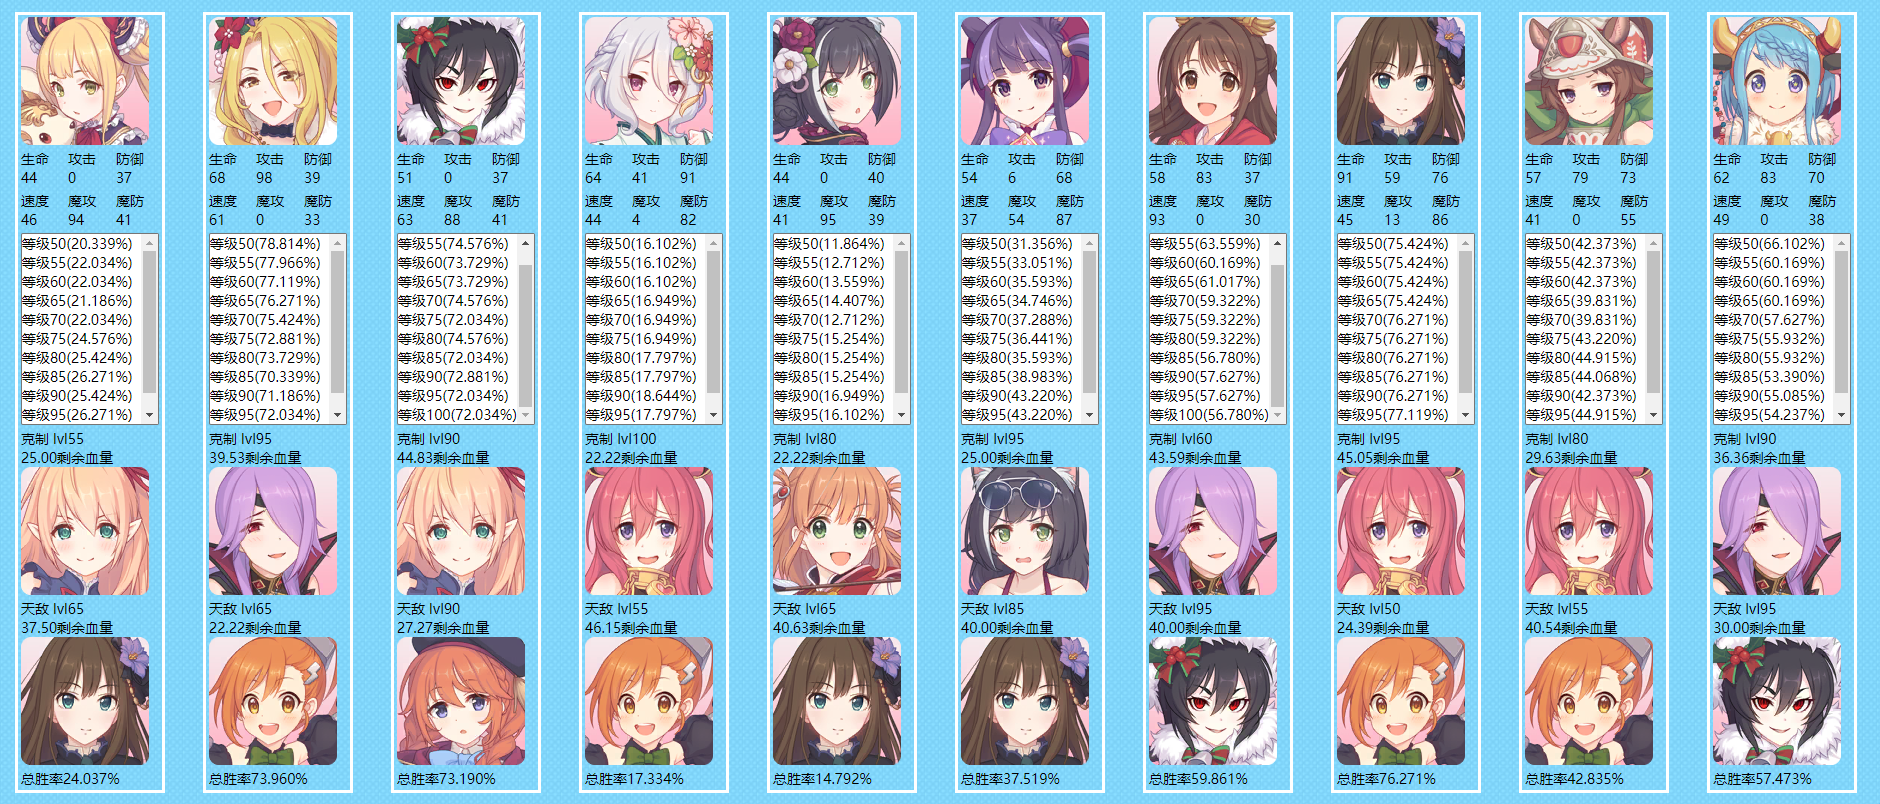 生命 攻击 防御
44 0 37
速度 魔攻 魔防
46 94 41
等级50(20.339%)
等级55(22.034%)
等级60(22.034%)
等级65(21.186%)
等级70(22.034%)
等级75(24.576%)
等级80(25.424%)
等级85(26.271%)
等级90(25.424%)
等级95(26.271%)
克制 lvl55
25.00剩余血量
天敌 lvl65
37.50剩余血量
总胜率24.037%
生命 攻击 防御
68 98 39
速度 魔攻 魔防
61 0 33
等级50(78.814%)
等级55(77.966%)
等级60(77.119%)
等级65(76.271%)
等级70(75.424%)
等级75(72.881%)
等级80(73.729%)
等级85(70.339%)
等级90(71.186%)
等级95(72.034%)
克制 lvl95
39.53剩余血量
天敌 lvl65
22.22剩余血量
总胜率73.960%
生命 攻击 防御
51 0 37
速度 魔攻 魔防
63 88 41
等级55(74.576%)
等级60(73.729%)
等级65(73.729%)
等级70(74.576%)
等级75(72.034%)
等级80(74.576%)
等级85(72.034%)
等级90(72.881%)
等级95(72.034%)
等级100(72.034%)
克制 lvl90
44.83剩余血量
天敌 lvl90
27.27剩余血量
总胜率73.190%
生命 攻击 防御
64 41 91
速度 魔攻 魔防
44 4 82
等级50(16.102%)
等级55(16.102%)
等级60(16.102%)
等级65(16.949%)
等级70(16.949%)
等级75(16.949%)
等级80(17.797%)
等级85(17.797%)
等级90(18.644%)
等级95(17.797%)
克制 lvl100
22.22剩余血量
天敌 lvl55
46.15剩余血量
总胜率17.334%
生命 攻击 防御
44 0 40
速度 魔攻 魔防
41 95 39
等级50(11.864%)
等级55(12.712%)
等级60(13.559%)
等级65(14.407%)
等级70(12.712%)
等级75(15.254%)
等级80(15.254%)
等级85(15.254%)
等级90(16.949%)
等级95(16.102%)
克制 lvl80
22.22剩余血量
天敌 lvl65
40.63剩余血量
总胜率14.792%
生命 攻击 防御
54 6 68
速度 魔攻 魔防
37 54 87
等级50(31.356%)
等级55(33.051%)
等级60(35.593%)
等级65(34.746%)
等级70(37.288%)
等级75(36.441%)
等级80(35.593%)
等级85(38.983%)
等级90(43.220%)
等级95(43.220%)
克制 lvl95
25.00剩余血量
天敌 lvl85
40.00剩余血量
总胜率37.519%
生命 攻击 防御
58 83 37
速度 魔攻 魔防
93 0 30
等级55(63.559%)
等级60(60.169%)
等级65(61.017%)
等级70(59.322%)
等级75(59.322%)
等级80(59.322%)
等级85(56.780%)
等级90(57.627%)
等级95(57.627%)
等级100(56.780%)
克制 lvl60
43.59剩余血量
天敌 lvl95
40.00剩余血量
总胜率59.861%
生命 攻击 防御
91 59 76
速度 魔攻 魔防
45 13 86
等级50(75.424%)
等级55(75.424%)
等级60(75.424%)
等级65(75.424%)
等级70(76.271%)
等级75(76.271%)
等级80(76.271%)
等级85(76.271%)
等级90(76.271%)
等级95(77.119%)
克制 lvl95
45.05剩余血量
天敌 lvl50
24.39剩余血量
总胜率76.271%
生命 攻击 防御
57 79 73
速度 魔攻 魔防
41 0 55
等级50(42.373%)
等级55(42.373%)
等级60(42.373%)
等级65(39.831%)
等级70(39.831%)
等级75(43.220%)
等级80(44.915%)
等级85(44.068%)
等级90(42.373%)
等级95(44.915%)
克制 lvl80
29.63剩余血量
天敌 lvl55
40.54剩余血量
总胜率42.835%
生命 攻击 防御
62 83 70
速度 魔攻 魔防
49 0 38
等级50(66.102%)
等级55(60.169%)
等级60(60.169%)
等级65(60.169%)
等级70(57.627%)
等级75(55.932%)
等级80(55.932%)
等级85(53.390%)
等级90(55.085%)
等级95(54.237%)
克制 lvl90
36.36剩余血量
天敌 lvl95
30.00剩余血量
总胜率57.473%